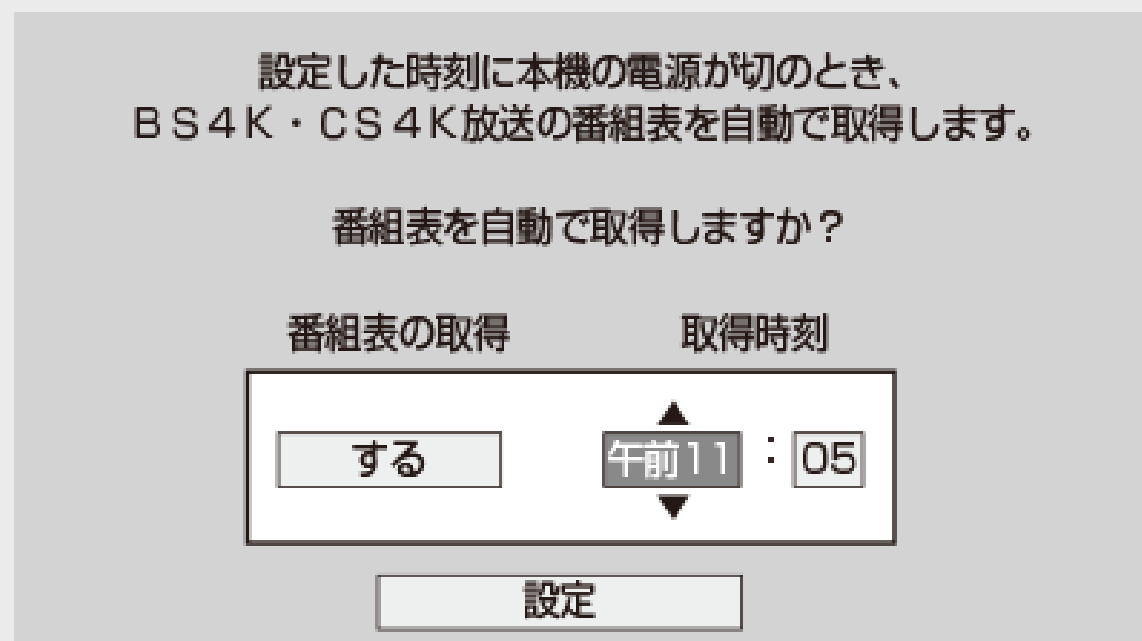 設定した時刻に本機の電源が切のとき、
ＢＳ４Ｋ・ＣＳ４Ｋ放送の番組表を自動で取得します。
番組表を自動で取得しますか？
番組表の取得 取得時刻
▲
する 午前11 : 05
▼
設定